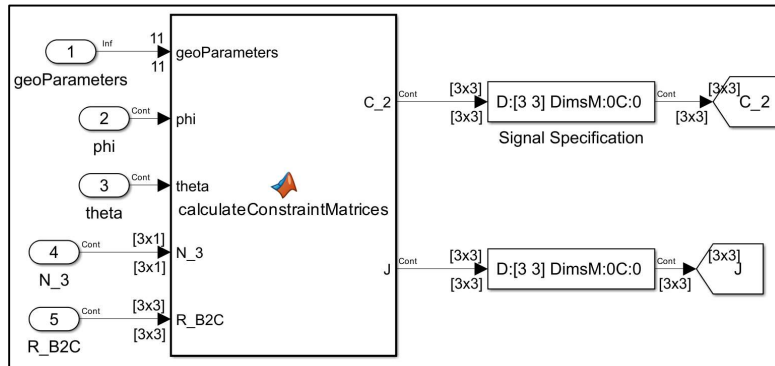 1
Inf
11
11
geoParameters
geoParameters
2
Cont
phi
phi
3
Cont
theta
theta
4
Cont
[3x1]
[3x1]
N_3
N_3
5
Cont
[3x3]
[3x3]
R_B2C
R_B2C
calculateConstraintMatrices
C_2
Cont
[3x3]
[3x3]
D:[3 3] DimsM:0C:0
Signal Specification
Cont
[3x3]
[3x3]
C_2
J
Cont
[3x3]
[3x3]
D:[3 3] DimsM:0C:0
Cont
[3x3]
[3x3]
J